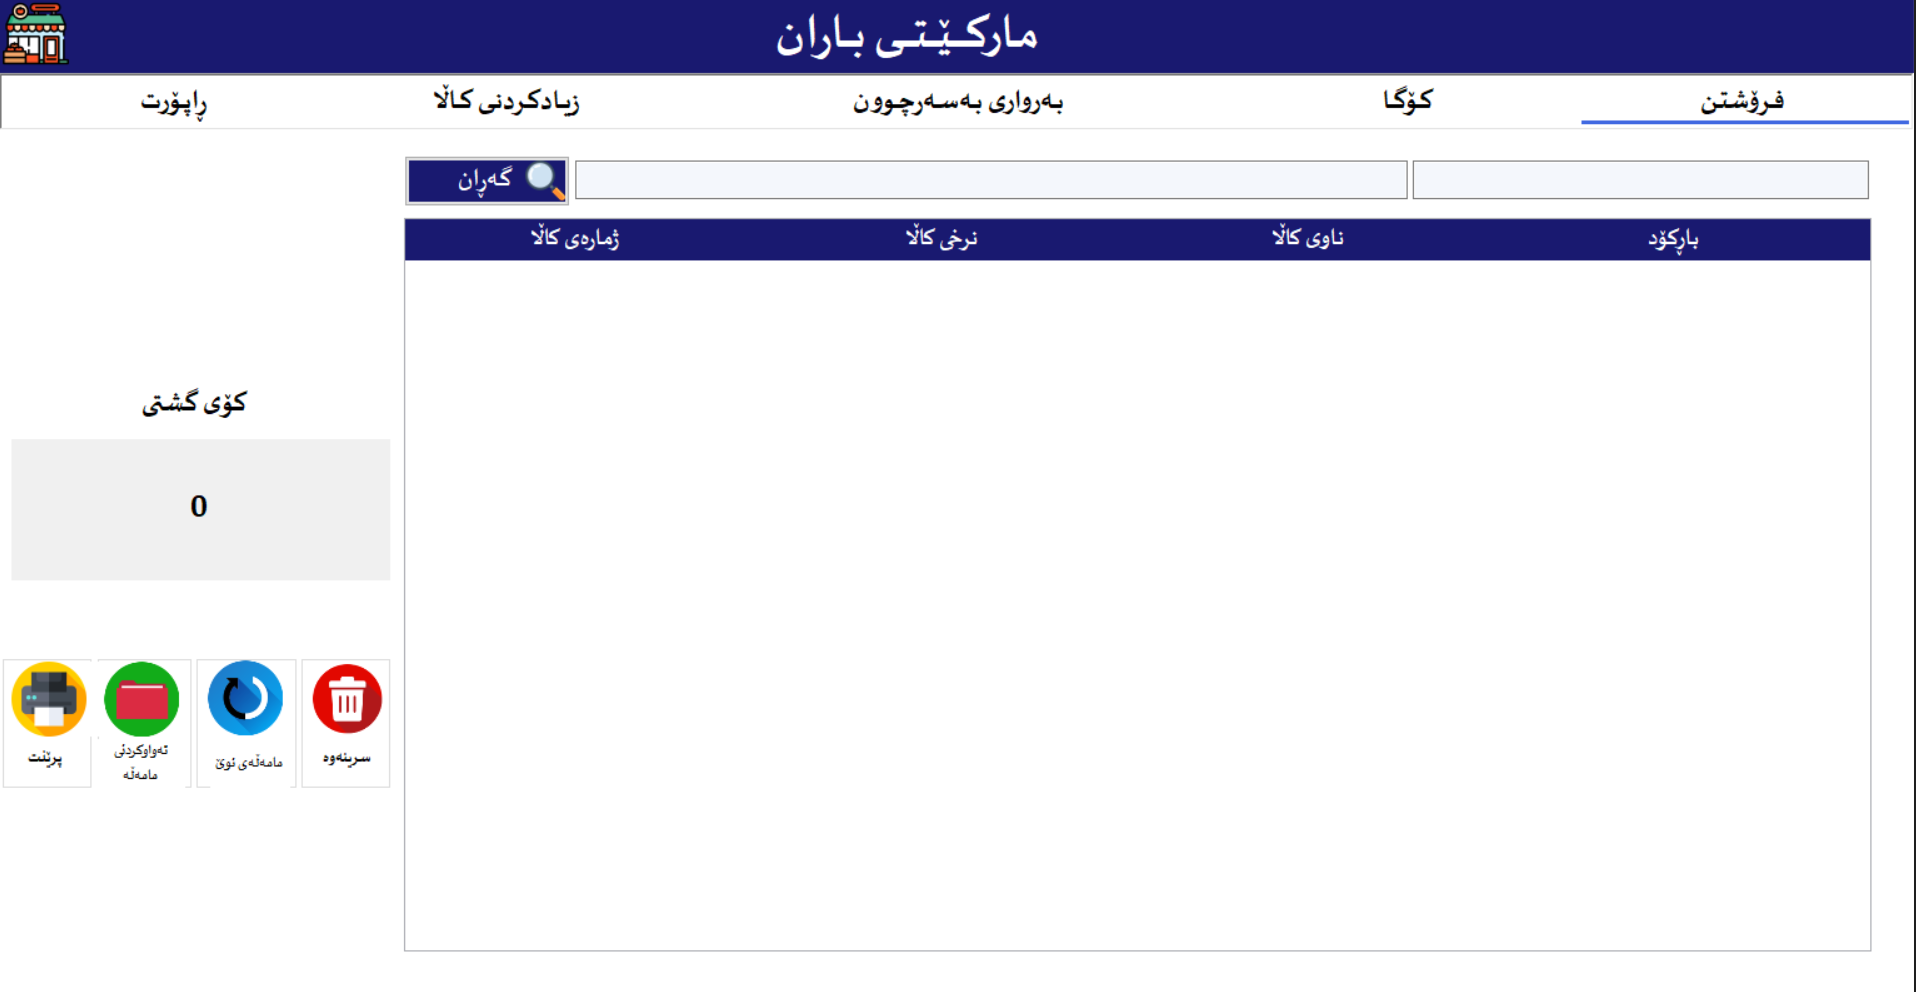 مارکێتی باران
فرۆشتن
کۆگا
بەرواری بەسەرچوون
زیادکردنی کاڵا
ڕاپۆرت
گەڕان
بارکۆد
ناوی کاڵا
نرخی کاڵا
ژمارەی کاڵا
کۆی گشتی
0
سرینەوە
مامەڵەی نوێ
تەواوکردنی
مامەڵە
پرێنت